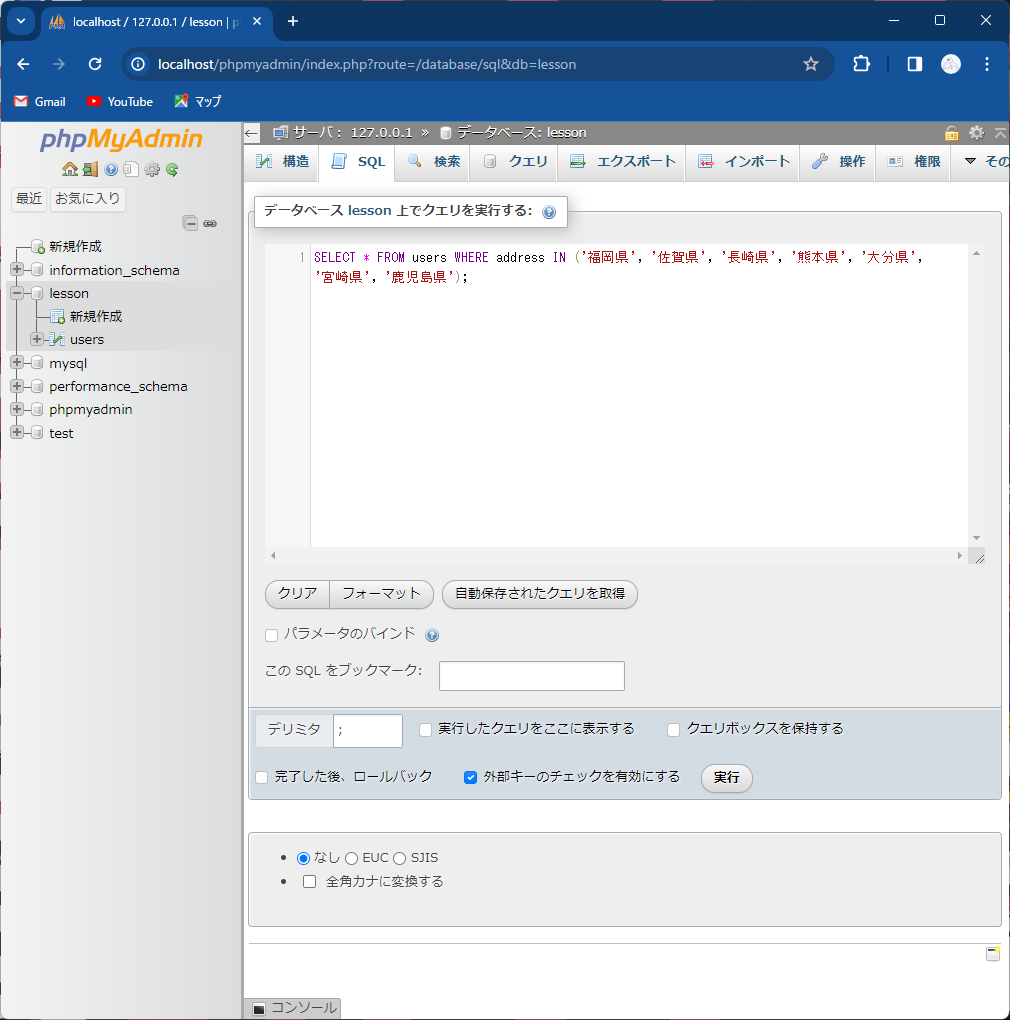 localhost / 127.0.0.1 / lesson | p
localhost/phpmyadmin/index.php?route=/database/sql&db=lesson
Gmail YouTube マップ
phpMyAdmin
最近 お気に入り
新規作成
information_schema
lesson
新規作成
users
mysql
performance_schema
phpmyadmin
test
サーバ: 127.0.0.1 » データベース: lesson
構造 SQL 検索 クエリ エクスポート インポート 操作 権限 その
データベース lesson 上でクエリを実行する:
1 SELECT * FROM users WHERE address IN ('福岡県', '佐賀県', '長崎県', '熊本県', '大分県',
'宮崎県', '鹿児島県');
クリア フォーマット 自動保存されたクエリを取得
パラメータのバインド
この SQL をブックマーク:
デリミタ ; 実行したクエリをここに表示する クエリボックスを保持する
完了した後、ロールバック 外部キーのチェックを有効にする 実行
なし EUC SJIS
全角カナに変換する
コンソール